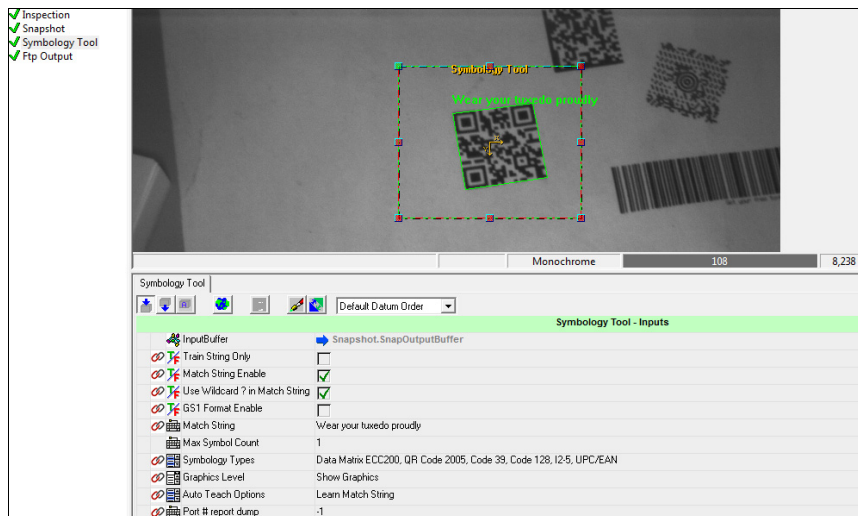 Inspection
Snapshot
Symbology Tool
Ftp Output
Symbology Tool
Wear your tuxedo proudly
Monochrome 108 8,238
Symbology Tool
Default Datum Order
Symbology Tool - Inputs
InputBuffer Snapshot.SnapOutputBuffer
Train String Only
Match String Enable
Use Wildcard ? in Match String
GS1 Format Enable
Match String Wear your tuxedo proudly
Max Symbol Count 1
Symbology Types Data Matrix ECC200, QR Code 2005, Code 39, Code 128, I2-5, UPC/EAN
Graphics Level Show Graphics
Auto Teach Options Learn Match String
Port # report dump -1